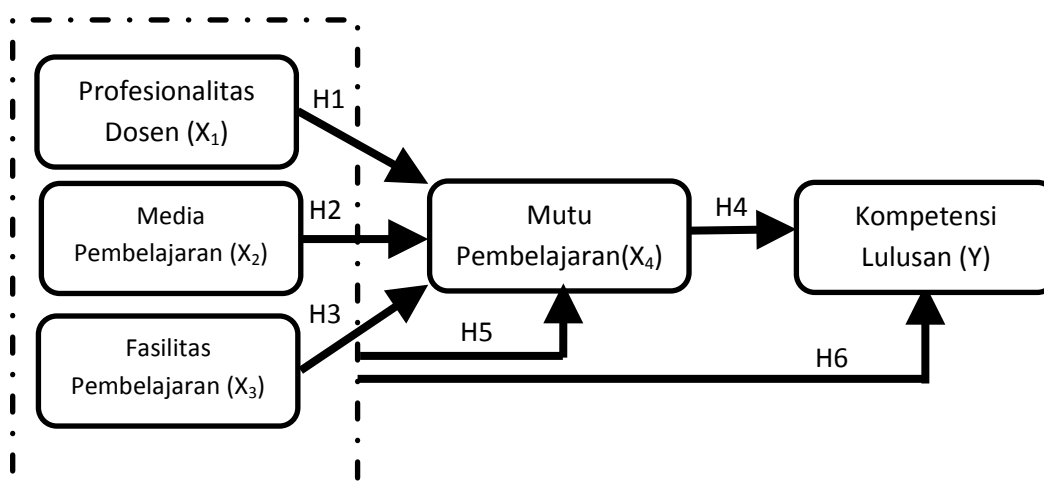 Profesionalitas
Dosen (X₁)
H1
Media
Pembelajaran (X₂)
H2
Fasilitas
Pembelajaran (X₃)
H3
Mutu
Pembelajaran(X₄)
H4
Kompetensi
Lulusan (Y)
H5
H6